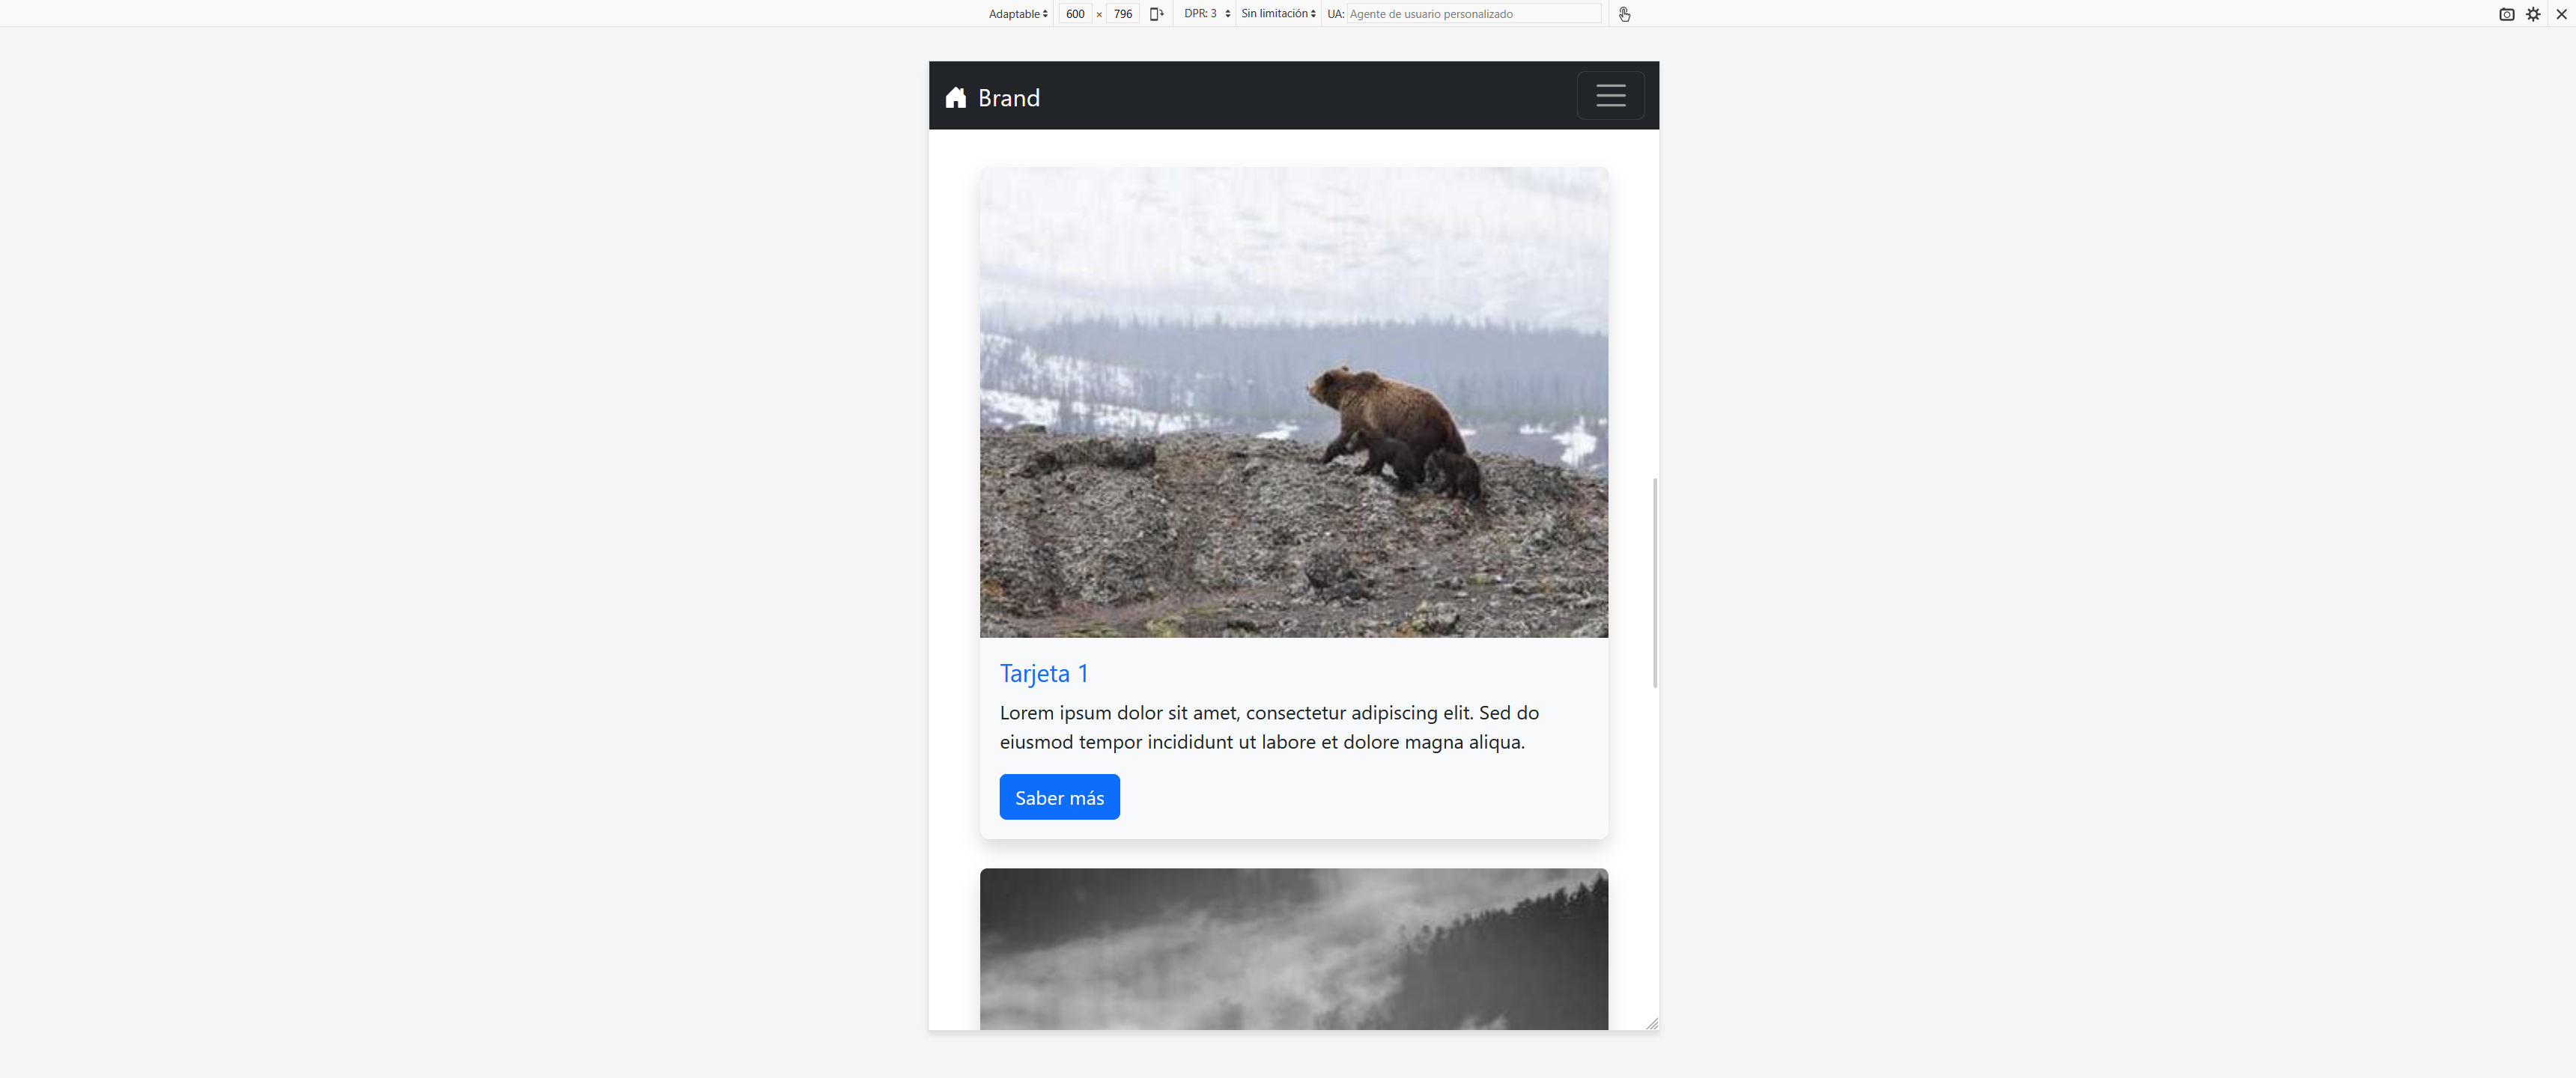 Adaptable 600 × 796 DPR: 3 Sin limitación UA: Agente de usuario personalizado
Brand
Tarjeta 1
Lorem ipsum dolor sit amet, consectetur adipiscing elit. Sed do
eiusmod tempor incididunt ut labore et dolore magna aliqua.
Saber más